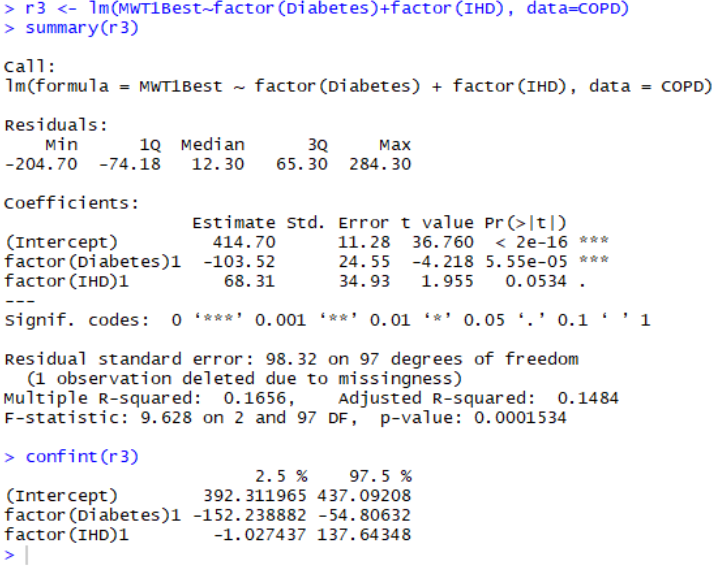 > r3 <- lm(MWT1Best~factor(Diabetes)+factor(IHD), data=COPD)
> summary(r3)
Call:
lm(formula = MWT1Best ~ factor(Diabetes) + factor(IHD), data = COPD)
Residuals:
    Min      1Q  Median      3Q     Max
-204.70  -74.18   12.30   65.30  284.30
Coefficients:
                  Estimate Std. Error t value Pr(>|t|)
(Intercept)         414.70      11.28  36.760  < 2e-16 ***
factor(Diabetes)1  -103.52      24.55  -4.218 5.55e-05 ***
factor(IHD)1         68.31      34.93   1.955   0.0534 .
---
Signif. codes:  0 ‘***’ 0.001 ‘**’ 0.01 ‘*’ 0.05 ‘.’ 0.1 ‘ ’ 1
Residual standard error: 98.32 on 97 degrees of freedom
  (1 observation deleted due to missingness)
Multiple R-squared:  0.1656,    Adjusted R-squared:  0.1484
F-statistic: 9.628 on 2 and 97 DF,  p-value: 0.0001534
> confint(r3)
                       2.5 %    97.5 %
(Intercept)        392.311965 437.09208
factor(Diabetes)1 -152.238882 -54.80632
factor(IHD)1        -1.027437 137.64348
>